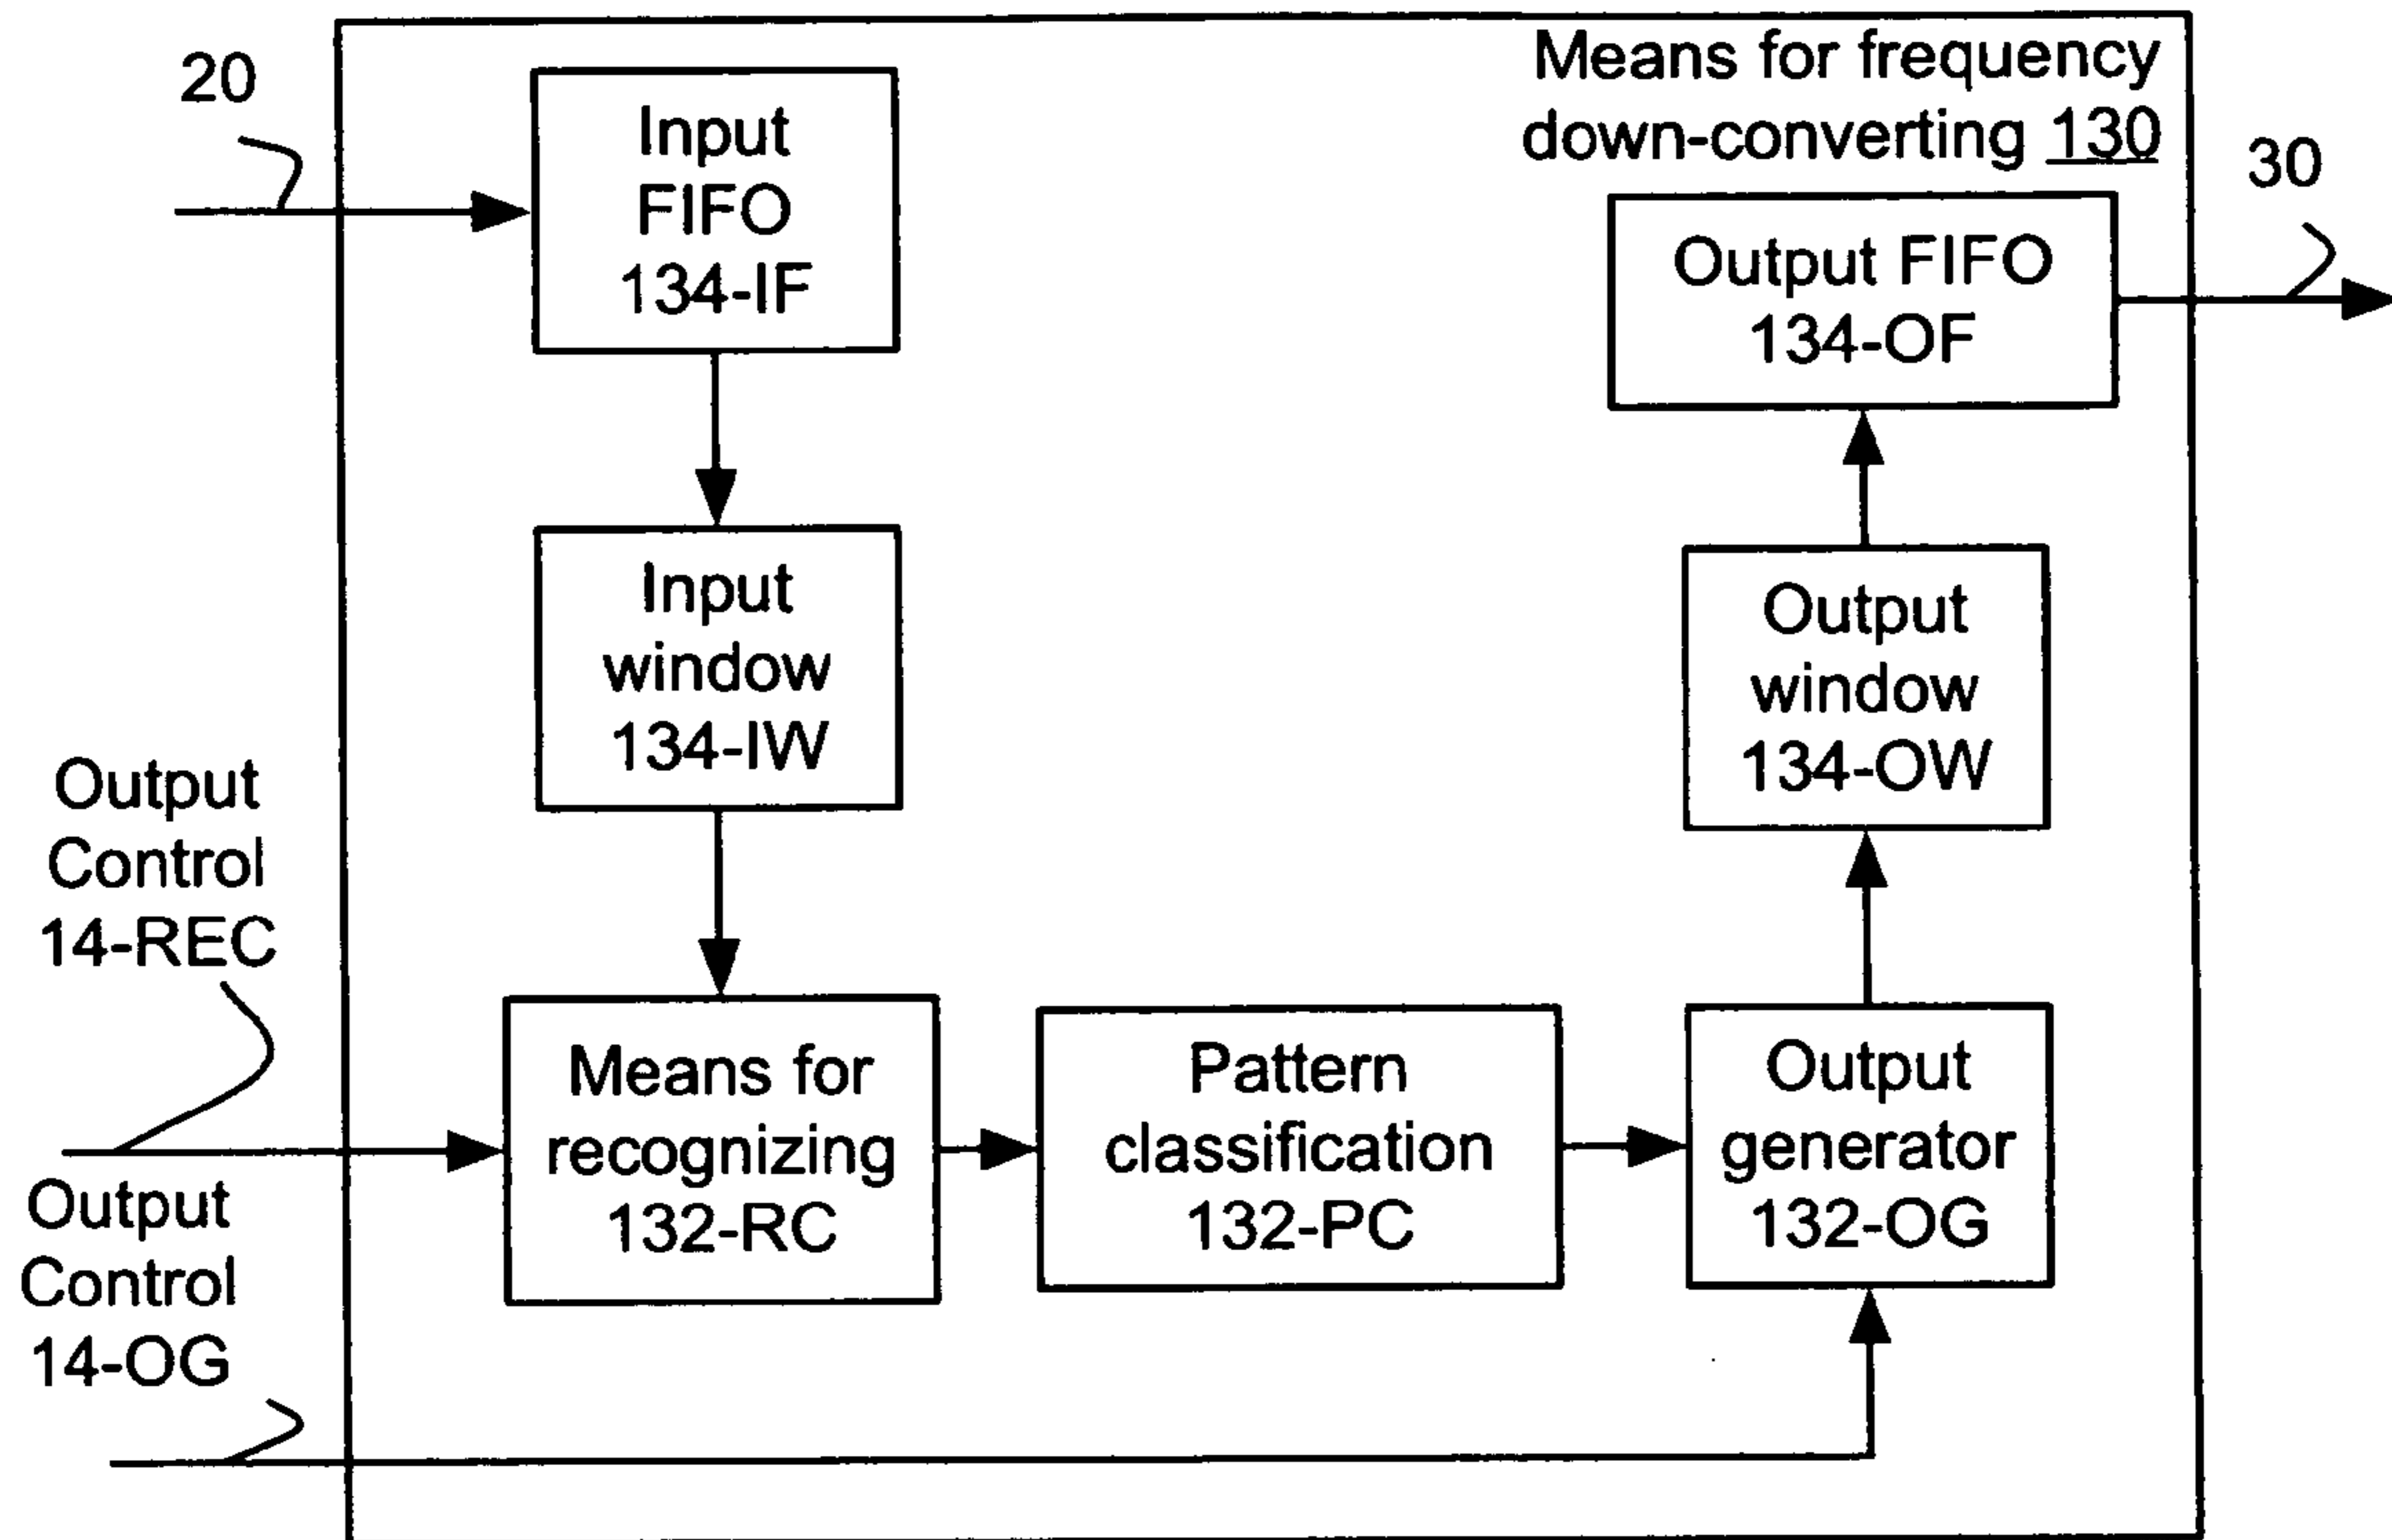 20
Input
FIFO
134-IF
Means for frequency
down-converting 130
30
Output FIFO
134-OF
Input
window
134-IW
Output
window
134-OW
Output
Control
14-REC
Means for
recognizing
132-RC
Pattern
classification
132-PC
Output
generator
132-OG
Output
Control
14-OG